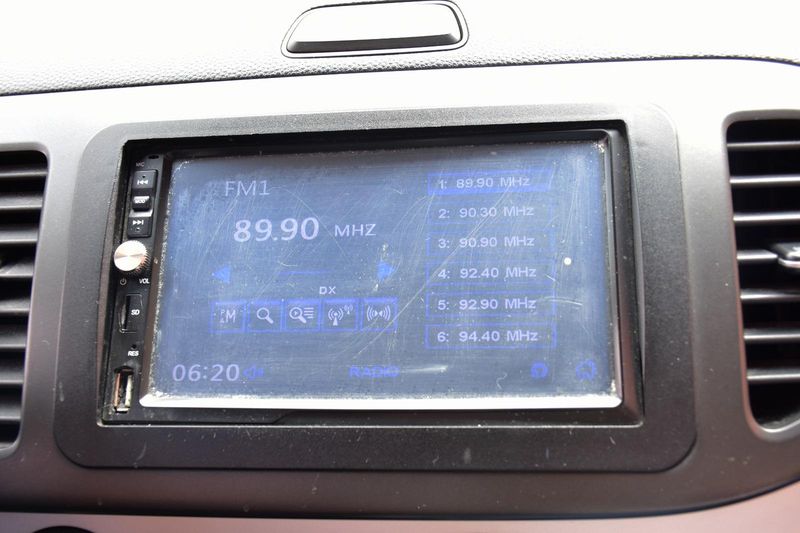 MIC
FM1
89.90 MHZ
DX
06:20
RADIO
1: 89.90 MHz
2: 90.30 MHz
3: 90.90 MHz
4: 92.40 MHz
5: 92.90 MHz
6: 94.40 MHz
VOL
SD
RES